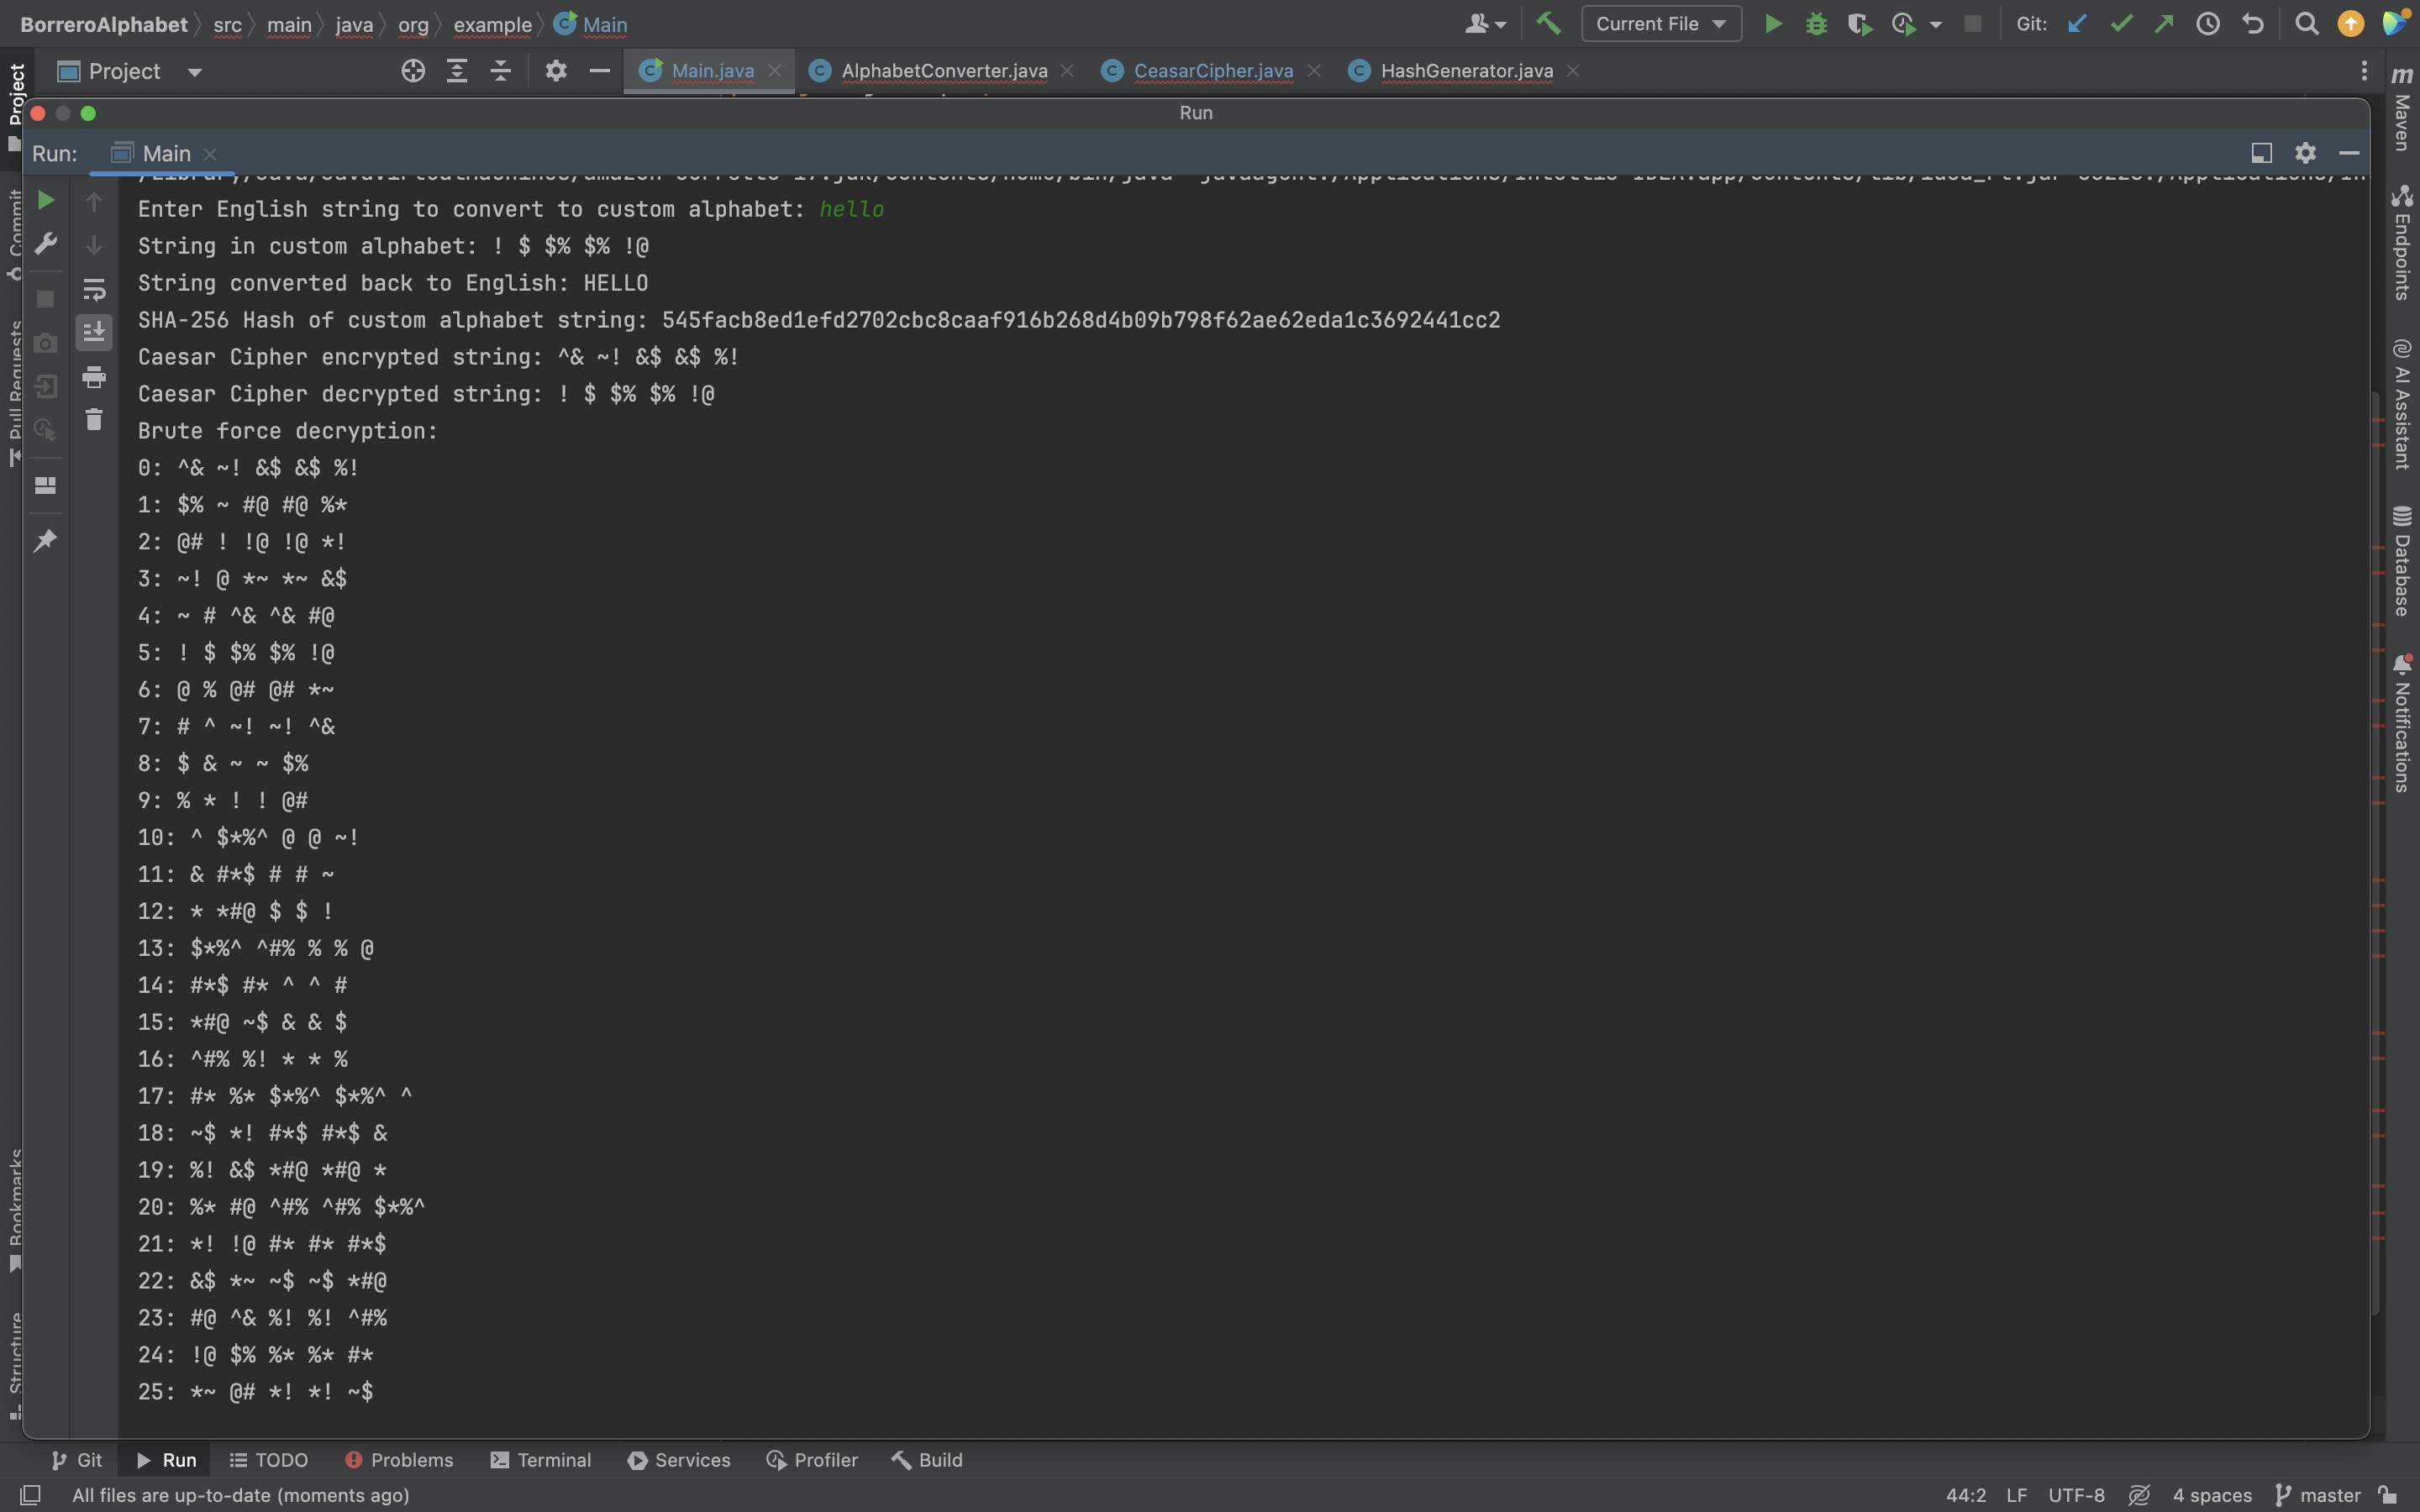 BorreroAlphabet src main java org example Main Current File Git:
Project Main.java AlphabetConverter.java CeasarCipher.java HashGenerator.java
Run
Run: Main
Enter English string to convert to custom alphabet: hello
String in custom alphabet: ! $ $% $% !@
String converted back to English: HELLO
SHA-256 Hash of custom alphabet string: 545facb8ed1efd2702cbc8caaf916b268d4b09b798f62ae62eda1c3692441cc2
Caesar Cipher encrypted string: ^& ~! &$ &$ %!
Caesar Cipher decrypted string: ! $ $% $% !@
Brute force decryption:
0: ^& ~! &$ &$ %!
1: $% ~ #@ #@ %*
2: @# ! !@ !@ *!
3: ~! @ *~ *~ &$
4: ~ # ^& ^& #@
5: ! $ $% $% !@
6: @ % @# @# *~
7: # ^ ~! ~! ^&
8: $ & ~ ~ $%
9: % * ! ! @#
10: ^ $*%^ @ @ ~!
11: & #*$ # # ~
12: * *#@ $ $ !
13: $*%^ ^#% % % @
14: #*$ #* ^ ^ #
15: *#@ ~$ & & $
16: ^#% %! * * %
17: #* %* $*%^ $*%^ ^
18: ~$ *! #*$ #*$ &
19: %! &$ *#@ *#@ *
20: %* #@ ^#% ^#% $*%^
21: *! !@ #* #* #*$
22: &$ *~ ~$ ~$ *#@
23: #@ ^& %! %! ^#%
24: !@ $% %* %* #*
25: *~ @# *! *! ~$
Project
Commit
Pull Requests
Bookmarks
Structure
Maven
Endpoints
AI Assistant
Database
Notifications
Git Run TODO Problems Terminal Services Profiler Build
All files are up-to-date (moments ago) 44:2 LF UTF-8 4 spaces master